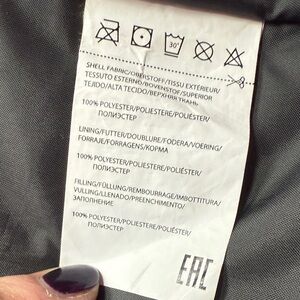 30°
SHELL FABRIC/OBERSTOFF/TISSU EXTÉRIEUR/
TESSUTO ESTERNO/BOVENSTOF/SUPERIOR
TEJIDO/ALTA TECIDO/ВЕРХНЯЯ ТКАНЬ
100% POLYESTER/POLIESTERE/POLIÉSTER/
ПОЛИЭСТЕР
LINING/FUTTER/DOUBLURE/FODERA/VOERING/
FORRAJE/FORRAGENS/КОРМА
100% POLYESTER/POLIESTERE/POLIÉSTER/
ПОЛИЭСТЕР
FILLING/FÜLLUNG/REMBOURRAGE/IMBOTTITURA/
VULLING/LLENADO/PREENCHIMENTO/
ЗАПОЛНЕНИЕ
100% POLYESTER/POLIESTERE/POLIÉSTER/
ПОЛИЭСТЕР
EAC